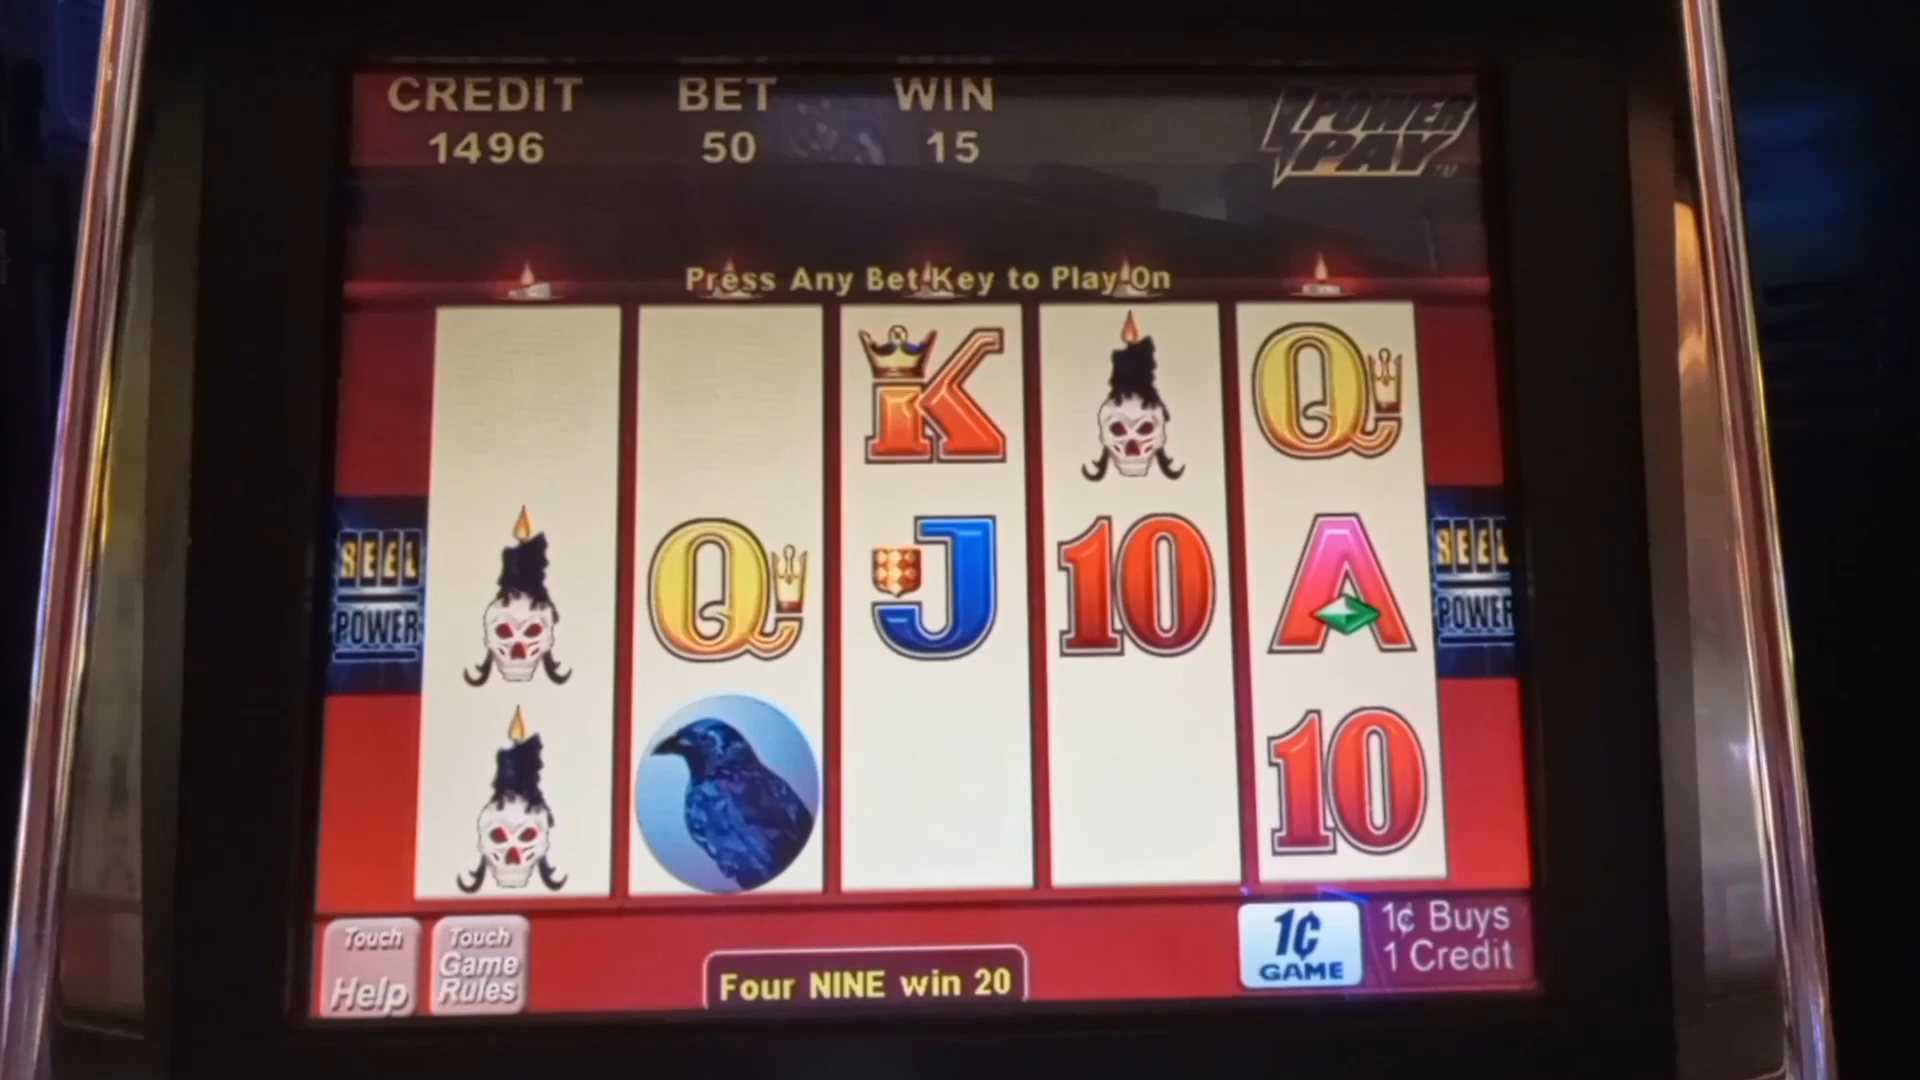 CREDIT BET WIN
1496 50 15
POWER
PAY™
Press Any Bet Key to Play On
K Q
REEL
POWER
Q J 10 A
REEL
POWER
10
Touch
Help
Touch
Game
Rules
Four NINE win 20
1¢
GAME
1¢ Buys
1 Credit